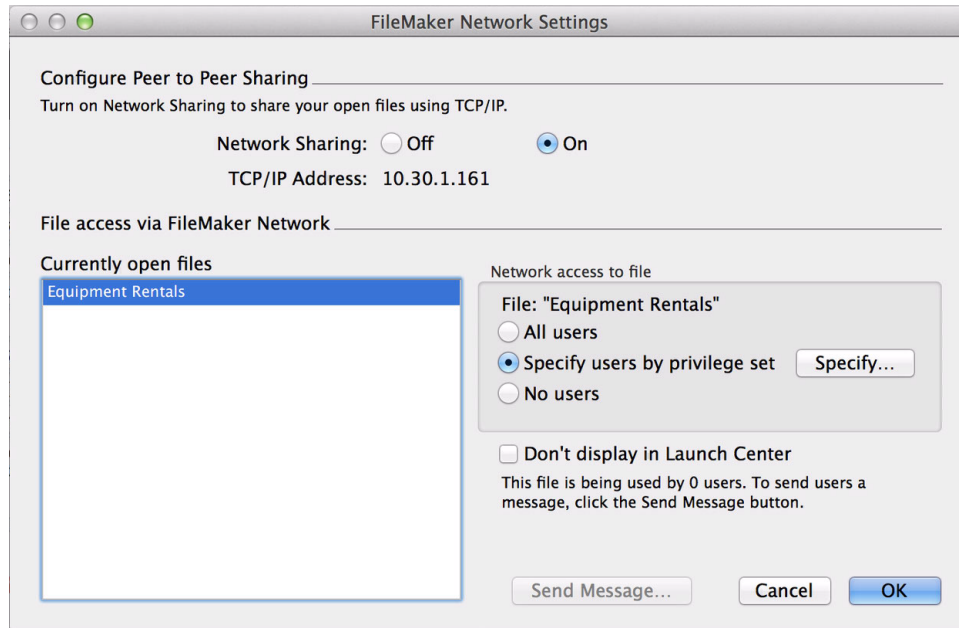 FileMaker Network Settings
Configure Peer to Peer Sharing
Turn on Network Sharing to share your open files using TCP/IP.
Network Sharing: Off On
TCP/IP Address: 10.30.1.161
File access via FileMaker Network
Currently open files
Equipment Rentals
Network access to file
File: "Equipment Rentals"
All users
Specify users by privilege set Specify...
No users
Don't display in Launch Center
This file is being used by 0 users. To send users a
message, click the Send Message button.
Send Message... Cancel OK